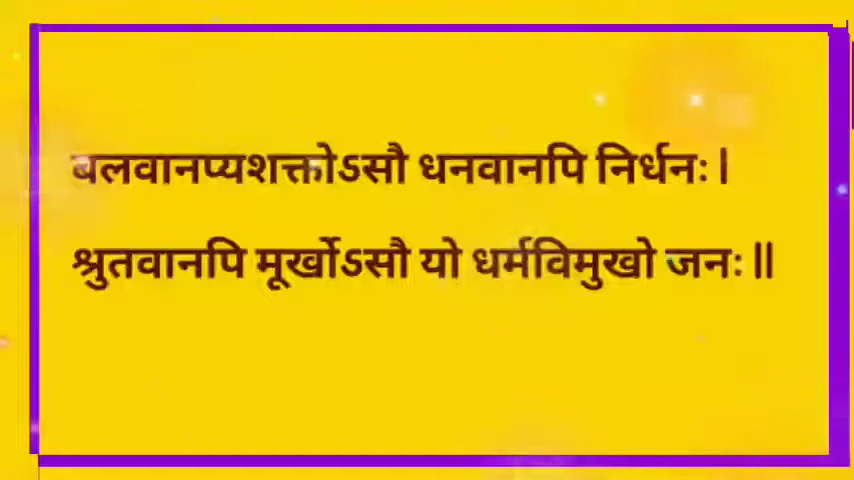 बलवानप्यशक्तोऽसौ धनवानपि निर्धनः |
श्रुतवानपि मूर्खोऽसौ यो धर्मविमुखो जनः ||